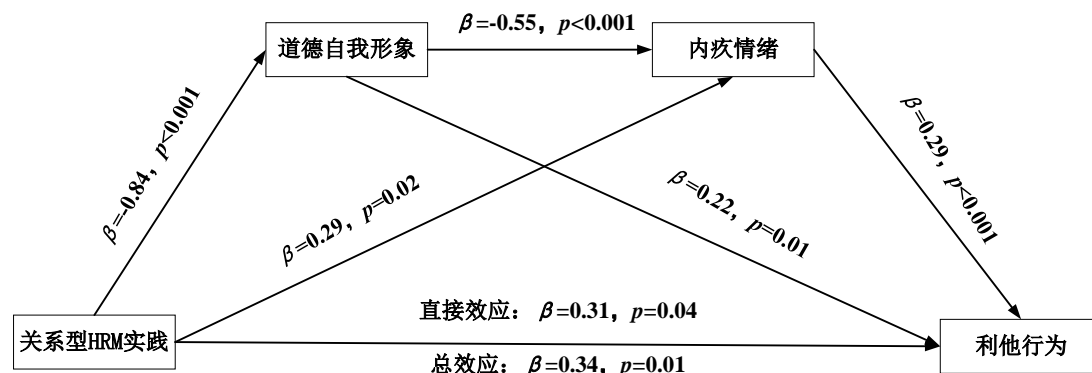 β=-0.55，p<0.001
道德自我形象
内疚情绪
β=-0.84，p<0.001
β=0.29，p=0.02
β=0.22，p=0.01
β=0.29，
p<0.001
直接效应：β=0.31，p=0.04
关系型HRM实践
利他行为
总效应：β=0.34，p=0.01